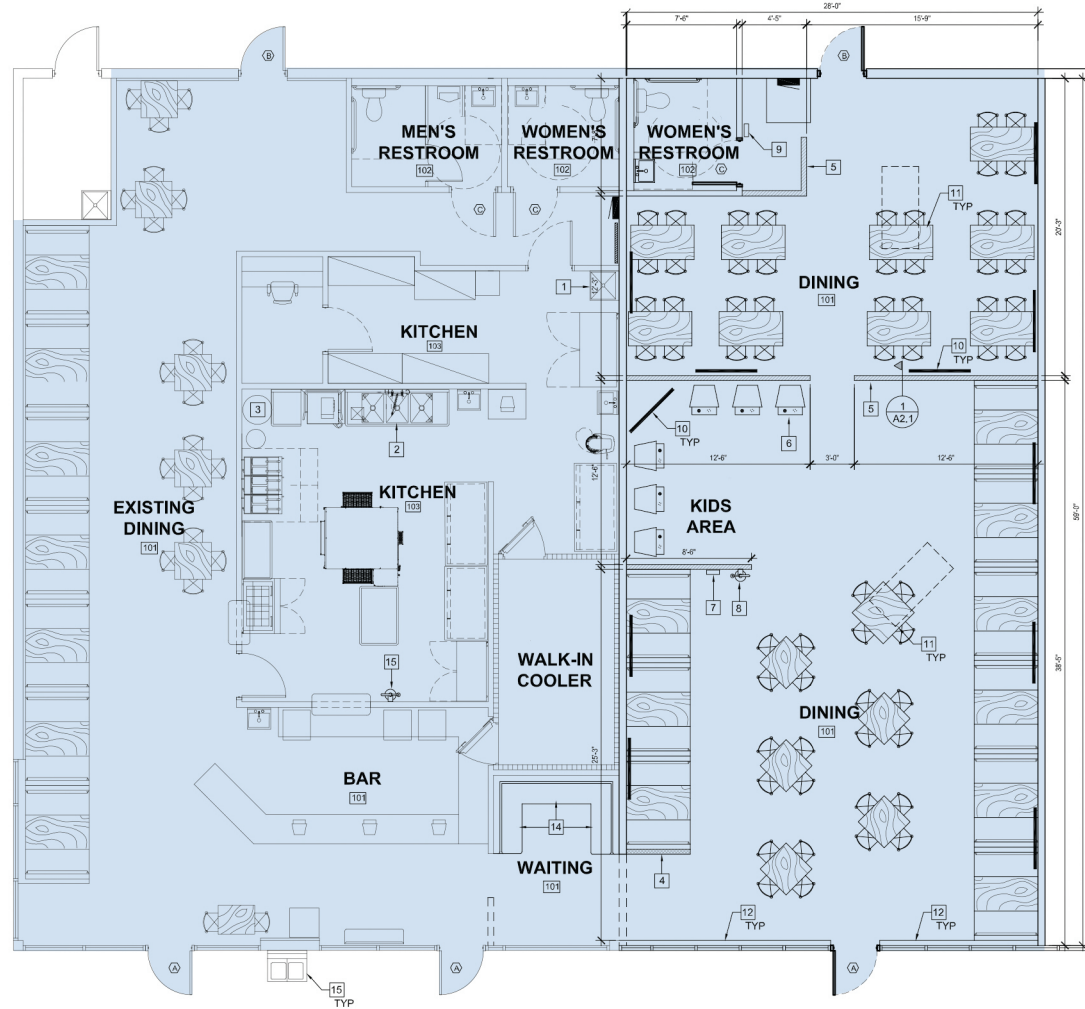 28'-0"
7'-6"
4'-5"
15'-9"
B
B
MEN'S
RESTROOM
102
WOMEN'S
RESTROOM
102
WOMEN'S
RESTROOM
102
C
9
5
C
C
11
TYP
20'-3"
1
12'-3"
DINING
101
KITCHEN
103
10
TYP
3
2
10
TYP
6
1
A2.1
5
12'-6"
3'-0"
12'-6"
12'-6"
KITCHEN
103
EXISTING
DINING
101
KIDS
AREA
59'-0"
8'-6"
7
8
11
TYP
WALK-IN
COOLER
15
38'-5"
DINING
101
25'-3"
BAR
101
14
WAITING
101
4
12
TYP
12
TYP
A
A
A
15
TYP